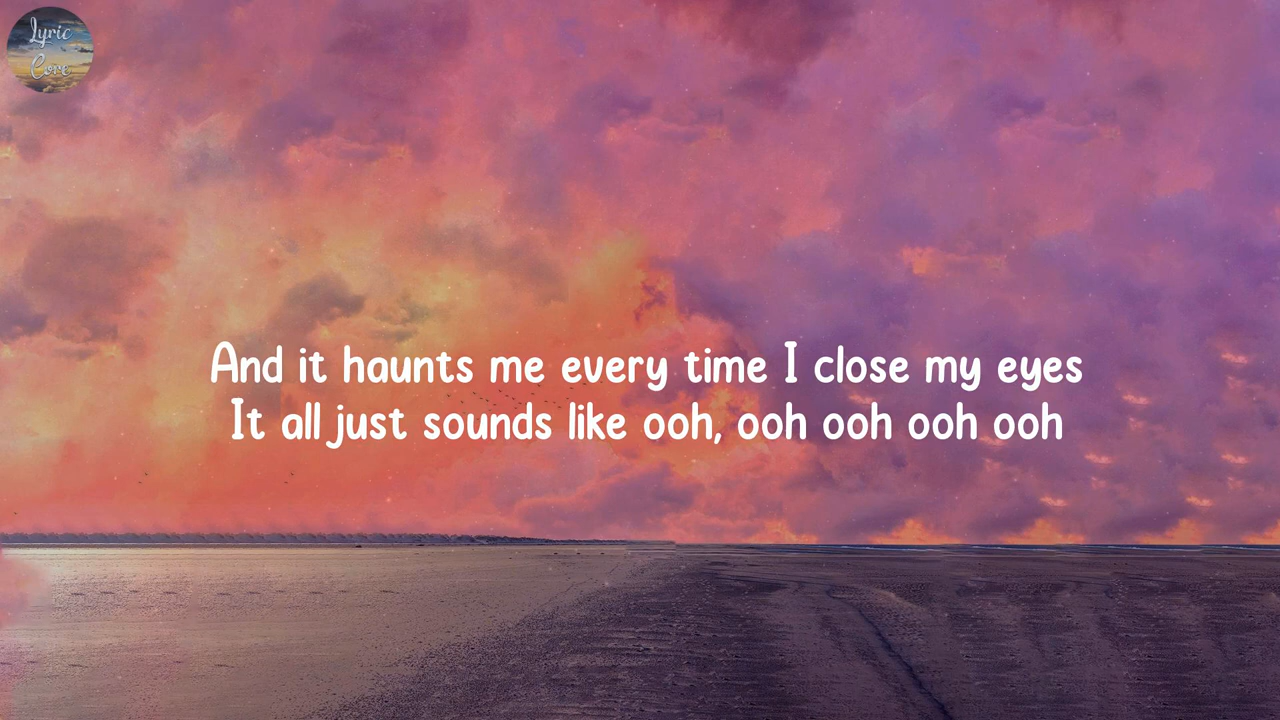 Lyric
Core
And it haunts me every time I close my eyes
It all just sounds like ooh, ooh ooh ooh ooh